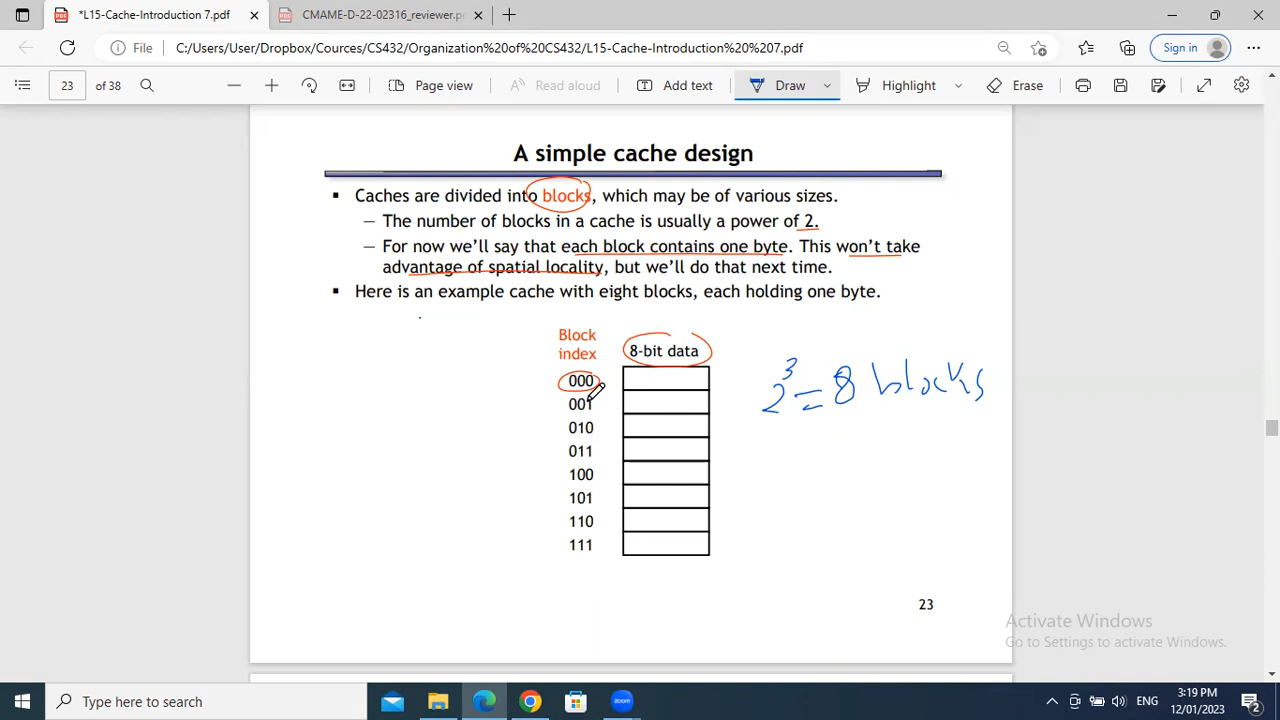 *L15-Cache-Introduction 7.pdf
CMAME-D-22-02316_reviewer.pc
File
C:/Users/User/Dropbox/Cources/CS432/Organization%20of%20CS432/L15-Cache-Introduction%20%207.pdf
Sign in
23 of 38
Page view
Read aloud
Add text
Draw
Highlight
Erase
A simple cache design
▪ Caches are divided into blocks, which may be of various sizes.
— The number of blocks in a cache is usually a power of 2.
— For now we’ll say that each block contains one byte. This won’t take
advantage of spatial locality, but we’ll do that next time.
▪ Here is an example cache with eight blocks, each holding one byte.
Block
index
8-bit data
000
001
010
011
100
101
110
111
2³ = 8 blocks
23
Activate Windows
Go to Settings to activate Windows.
Type here to search
zoom
ENG
3:19 PM
12/01/2023
2